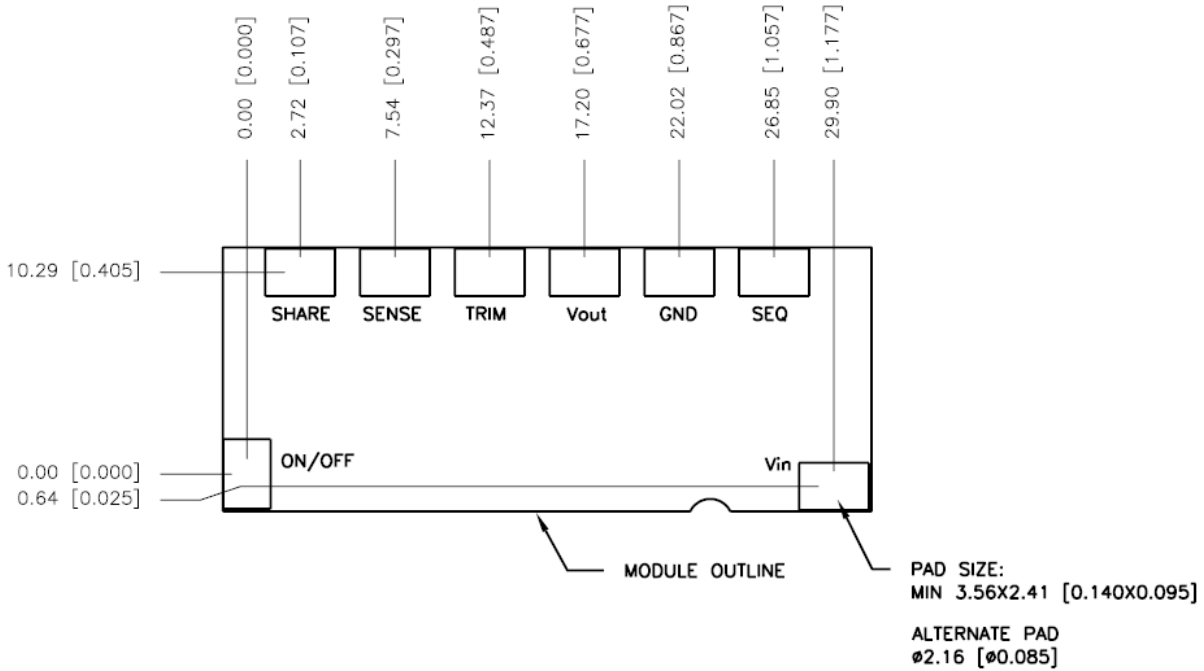 0.00 [0.000]
2.72 [0.107]
7.54 [0.297]
12.37 [0.487]
17.20 [0.677]
22.02 [0.867]
26.85 [1.057]
29.90 [1.177]
10.29 [0.405]
SHARE
SENSE
TRIM
Vout
GND
SEQ
0.00 [0.000]
0.64 [0.025]
ON/OFF
Vin
MODULE OUTLINE
PAD SIZE:
MIN 3.56X2.41 [0.140X0.095]
ALTERNATE PAD
ø2.16 [ø0.085]